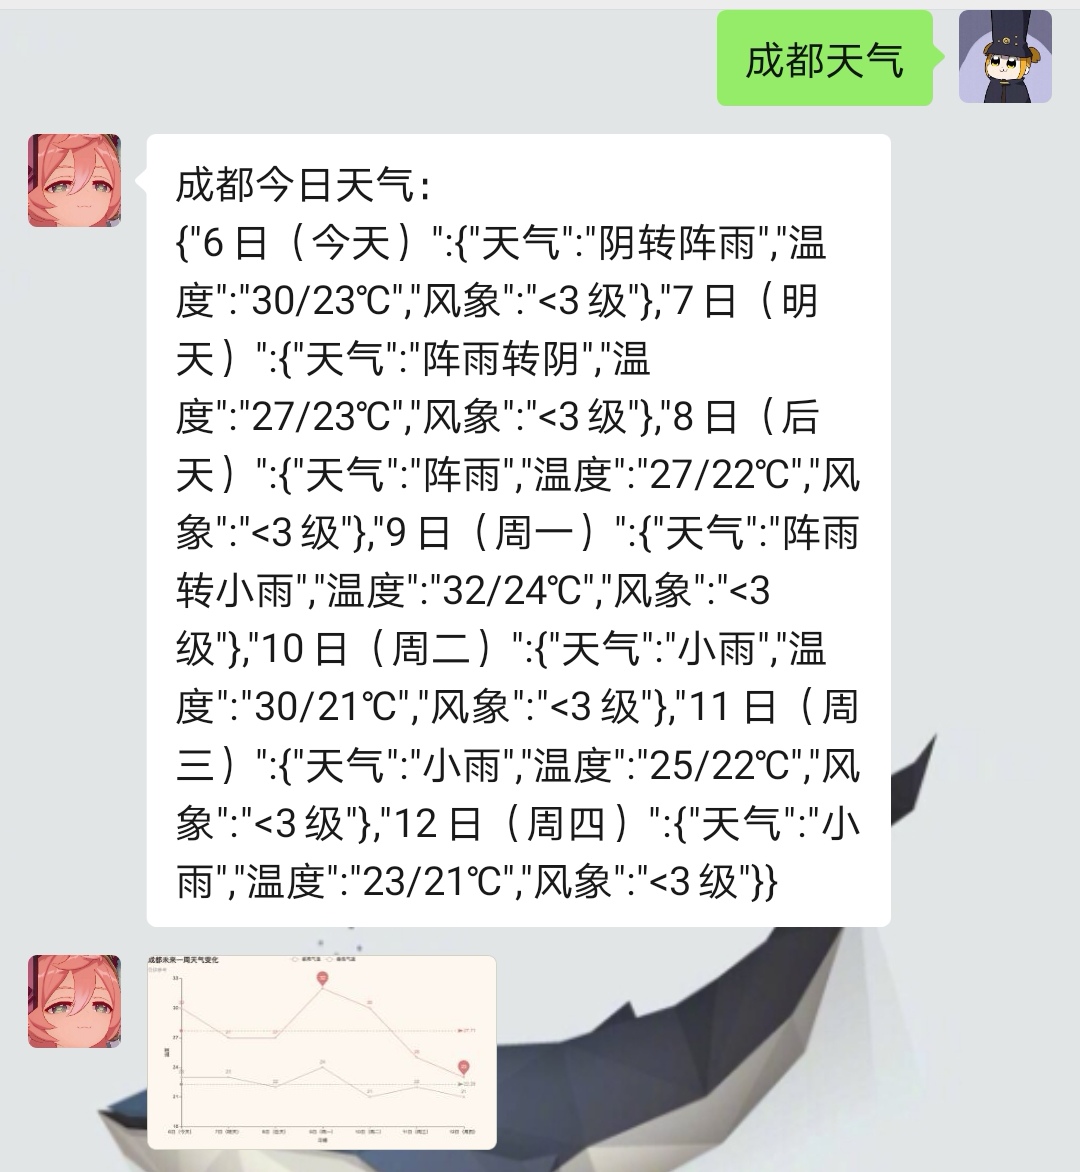 成都天气
成都今日天气：
{"6日（今天）":{"天气":"阴转阵雨","温
度":"30/23℃","风象":"<3级"},"7日（明
天）":{"天气":"阵雨转阴","温
度":"27/23℃","风象":"<3级"},"8日（后
天）":{"天气":"阵雨","温度":"27/22℃","风
象":"<3级"},"9日（周一）":{"天气":"阵雨
转小雨","温度":"32/24℃","风象":"<3
级"},"10日（周二）":{"天气":"小雨","温
度":"30/21℃","风象":"<3级"},"11日（周
三）":{"天气":"小雨","温度":"25/22℃","风
象":"<3级"},"12日（周四）":{"天气":"小
雨","温度":"23/21℃","风象":"<3级"}}
成都未来一周天气变化